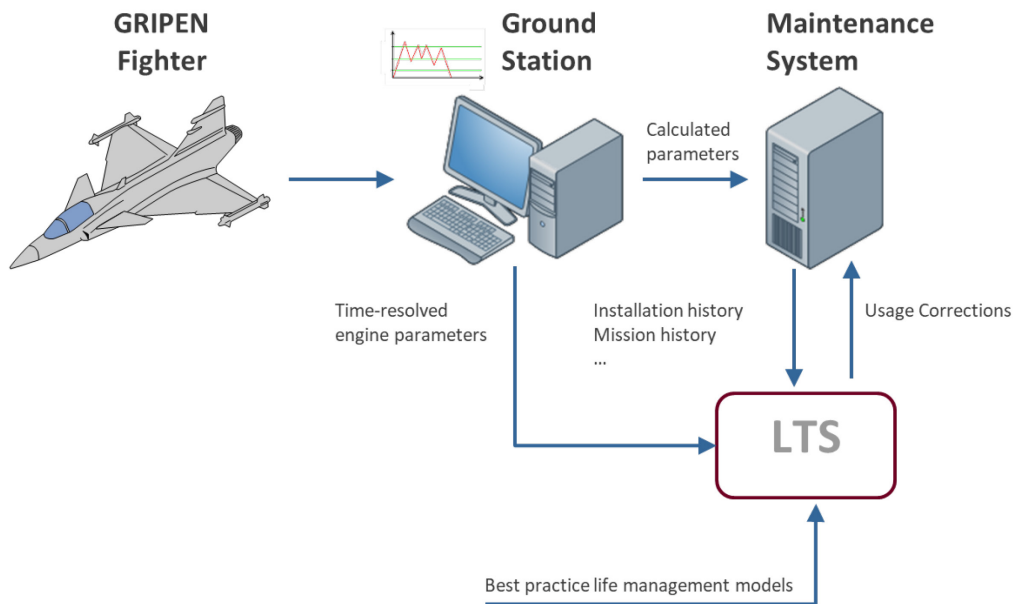 GRIPEN
Fighter
Ground
Station
Maintenance
System
Calculated
parameters
Time-resolved
engine parameters
Installation history
Mission history
...
Usage Corrections
LTS
Best practice life management models